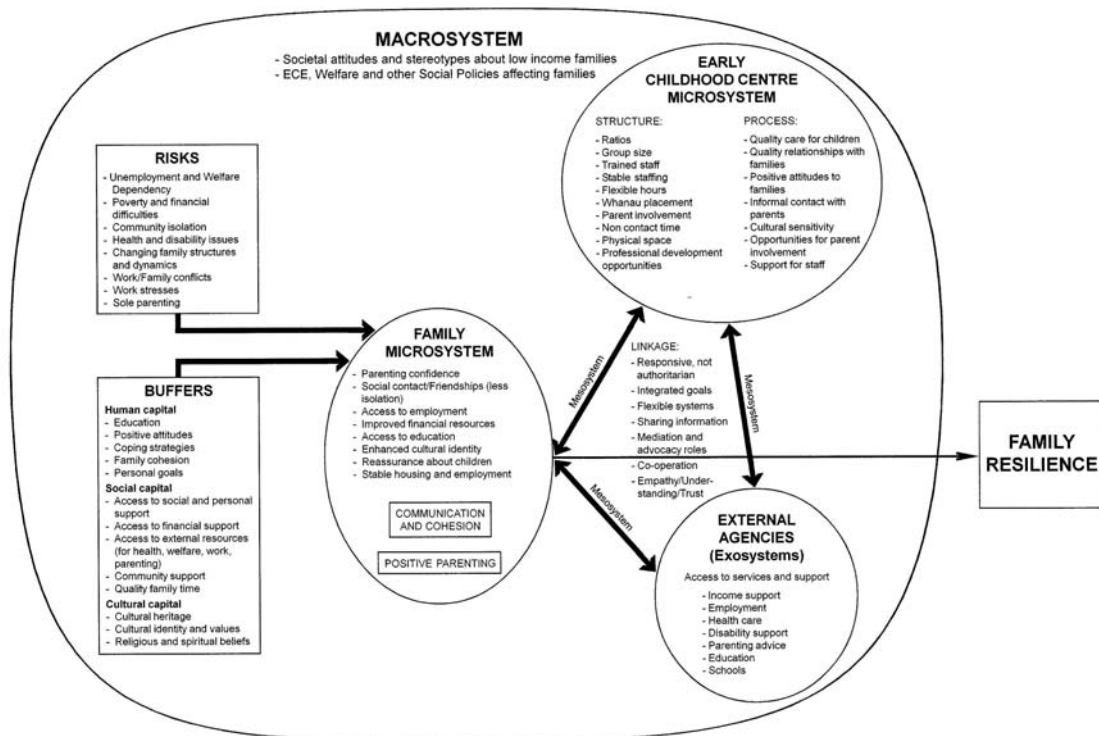 MACROSYSTEM
- Societal attitudes and stereotypes about low income families
- ECE, Welfare and other Social Policies affecting families
EARLY
CHILDHOOD CENTRE
MICROSYSTEM
STRUCTURE:
- Ratios
- Group size
- Trained staff
- Stable staffing
- Flexible hours
- Whanau placement
- Parent involvement
- Non contact time
- Physical space
- Professional development
opportunities
PROCESS:
- Quality care for children
- Quality relationships with
families
- Positive attitudes to
families
- Informal contact with
parents
- Cultural sensitivity
- Opportunities for parent
involvement
- Support for staff
RISKS
- Unemployment and Welfare
Dependency
- Poverty and financial
difficulties
- Community isolation
- Health and disability issues
- Changing family structures
and dynamics
- Work/Family conflicts
- Work stresses
- Sole parenting
BUFFERS
Human capital
- Education
- Positive attitudes
- Coping strategies
- Family cohesion
- Personal goals
Social capital
- Access to social and personal
support
- Access to financial support
- Access to external resources
(for health, welfare, work,
parenting)
- Community support
- Quality family time
Cultural capital
- Cultural heritage
- Cultural identity and values
- Religious and spiritual beliefs
FAMILY
MICROSYSTEM
- Parenting confidence
- Social contact/Friendships (less
isolation)
- Access to employment
- Improved financial resources
- Access to education
- Enhanced cultural identity
- Reassurance about children
- Stable housing and employment
COMMUNICATION
AND COHESION
POSITIVE PARENTING
Mesosystem
LINKAGE:
- Responsive, not
authoritarian
- Integrated goals
- Flexible systems
- Sharing information
- Mediation and
advocacy roles
- Co-operation
- Empathy/Under-
standing/Trust
Mesosystem
Mesosystem
EXTERNAL
AGENCIES
(Exosystems)
Access to services and support
- Income support
- Employment
- Health care
- Disability support
- Parenting advice
- Education
- Schools
FAMILY
RESILIENCE